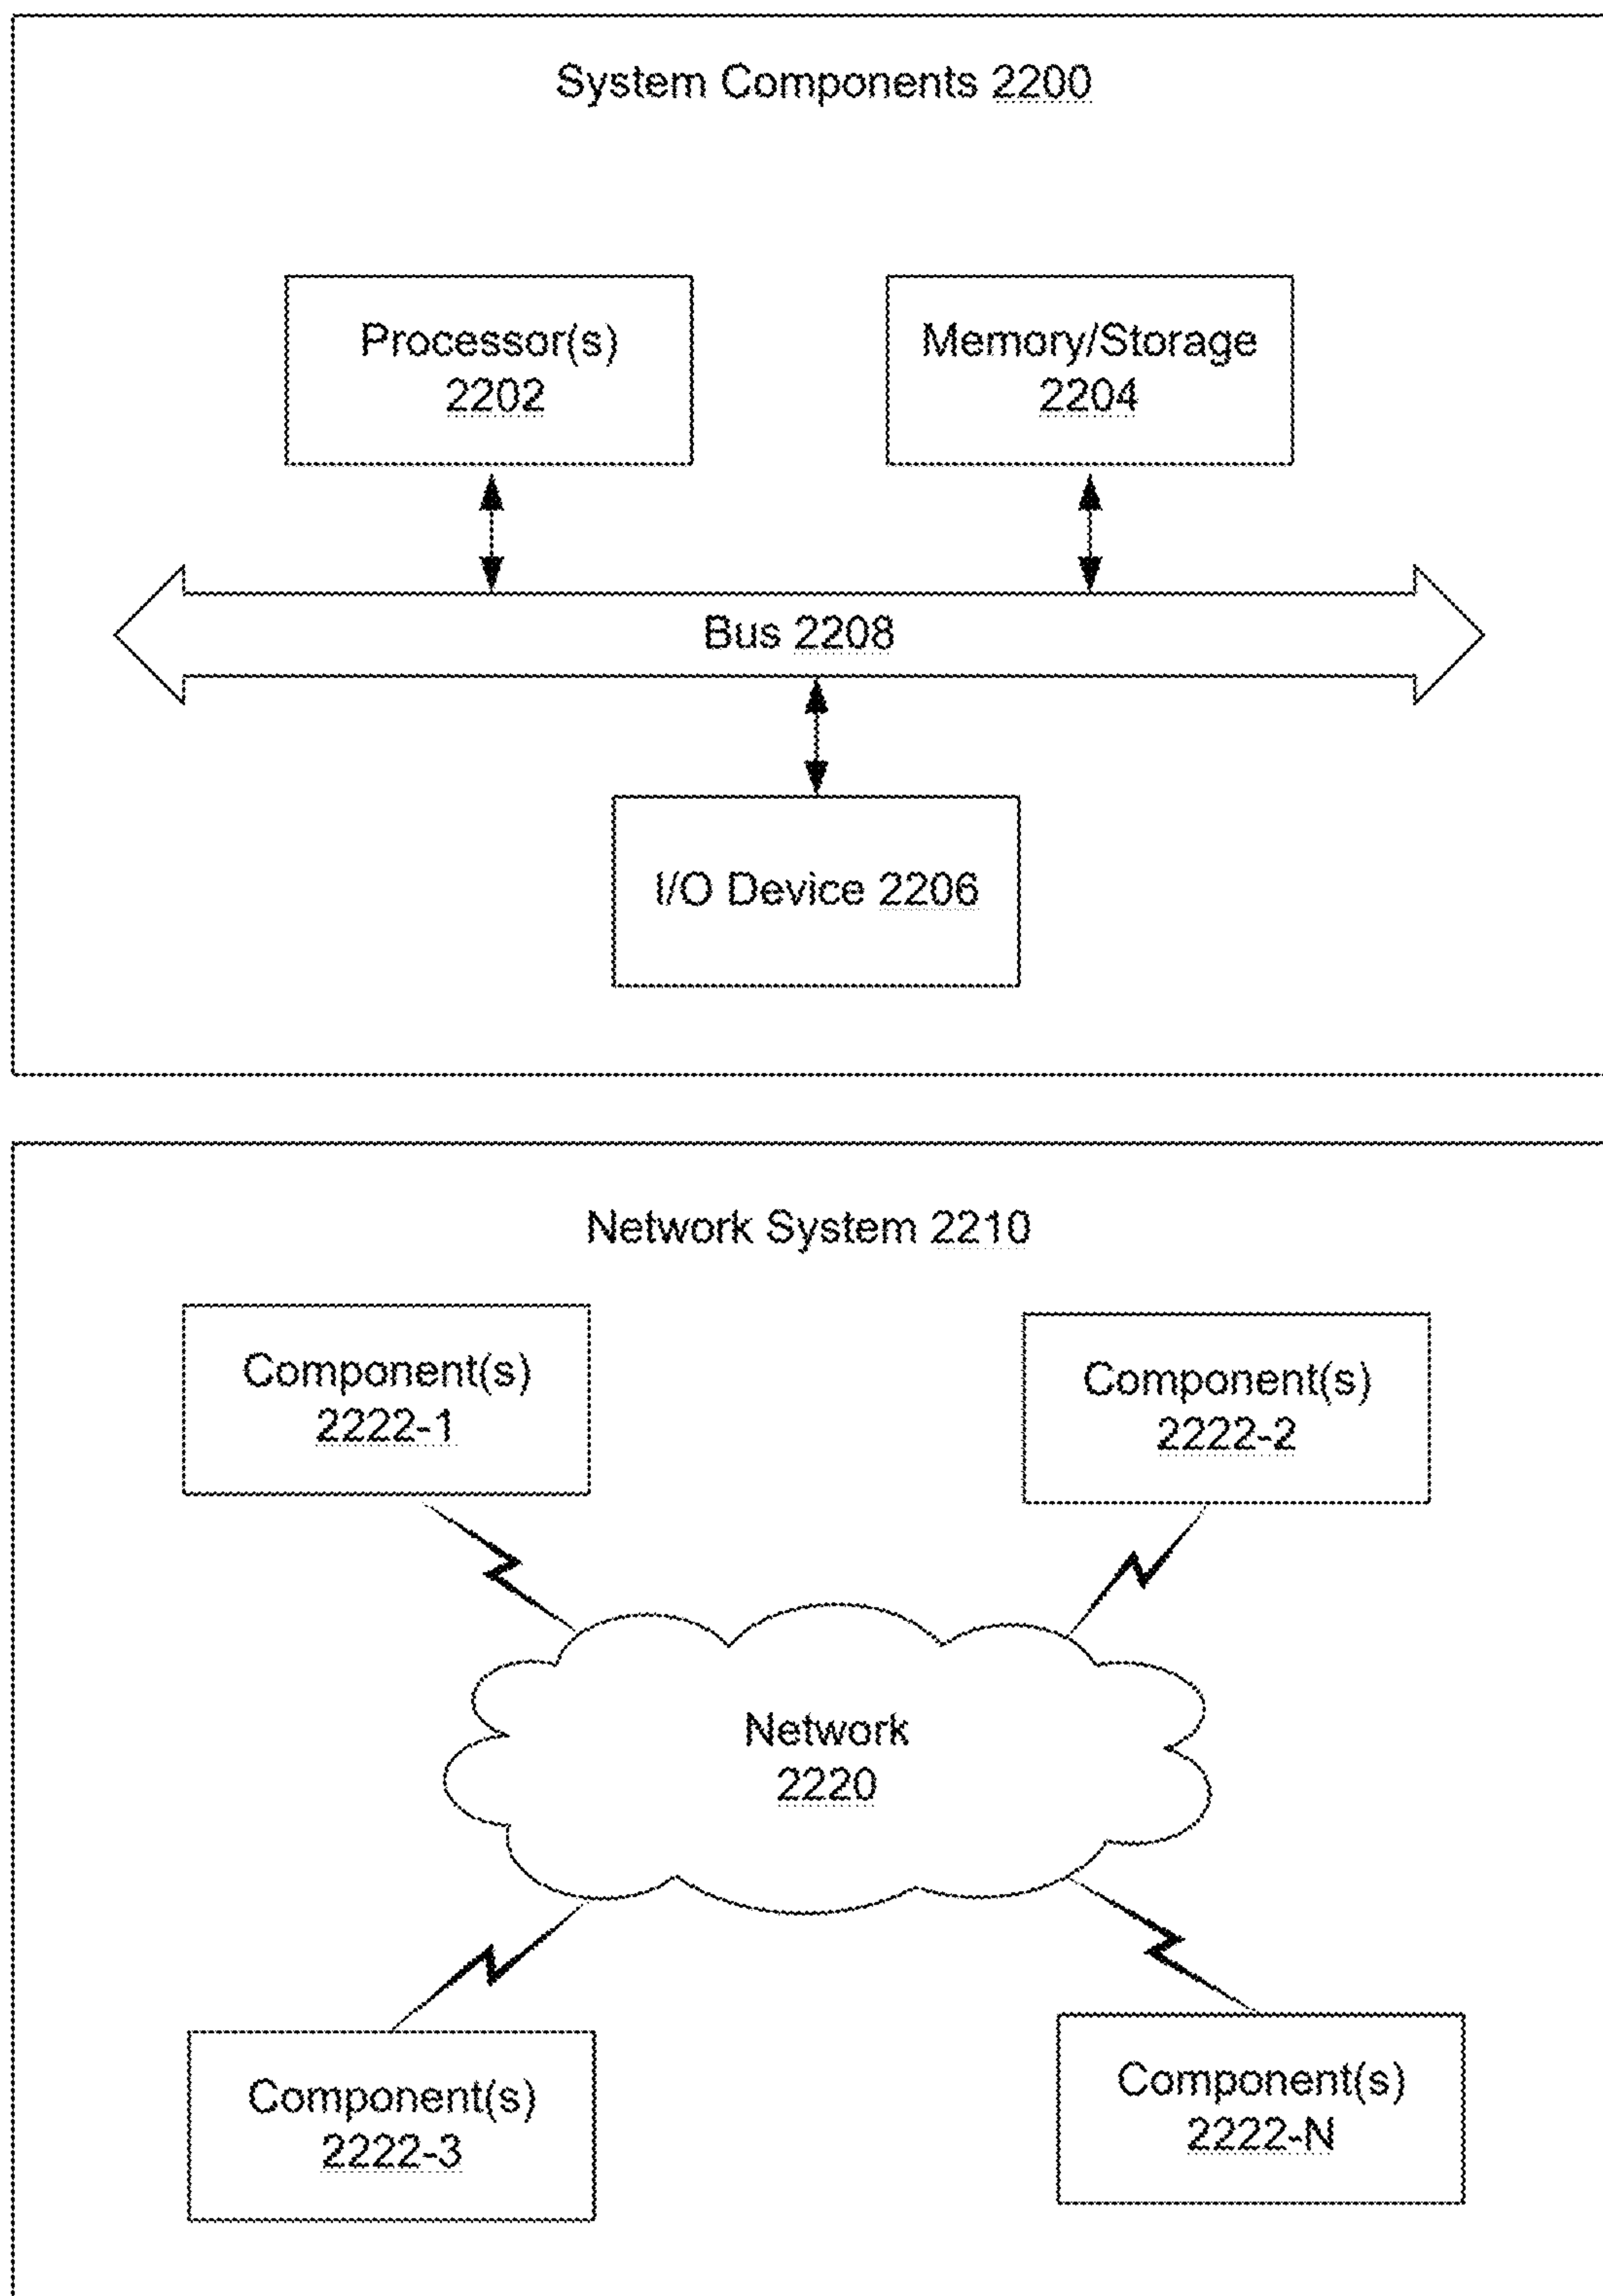 System Components 2200
Processor(s)
2202
Memory/Storage
2204
Bus 2208
I/O Device 2206
Network System 2210
Component(s)
2222-1
Component(s)
2222-2
Network
2220
Component(s)
2222-3
Component(s)
2222-N